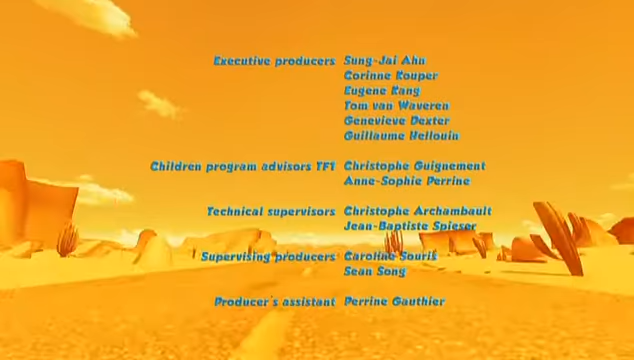 Executive producers Sung-Jai Ahn
Corinne Kouper
Eugene Kang
Tom van Waveren
Genevieve Dexter
Guillaume Hellouin
Children program advisors TF1 Christophe Guignement
Anne-Sophie Perrine
Technical supervisors Christophe Archambault
Jean-Baptiste Spieser
Supervising producers Caroline Souris
Sean Song
Producer's assistant Perrine Gauthier